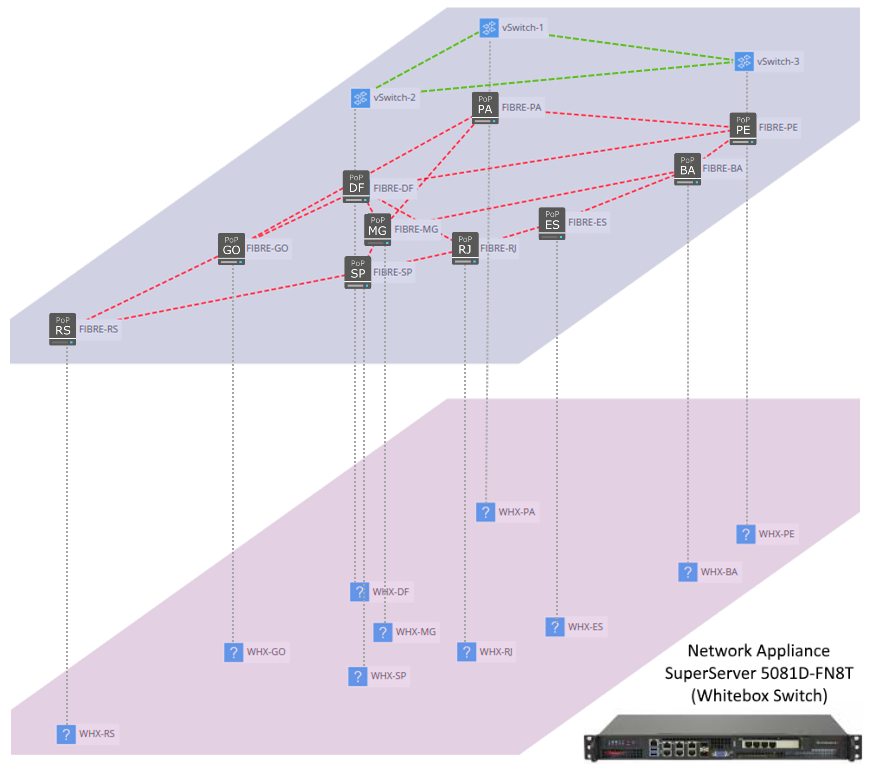 vSwitch-1
vSwitch-3
vSwitch-2
PoP
PA
FIBRE-PA
PoP
PE
FIBRE-PE
PoP
BA
FIBRE-BA
PoP
DF
FIBRE-DF
PoP
MG
FIBRE-MG
PoP
ES
FIBRE-ES
PoP
GO
FIBRE-GO
PoP
RJ
FIBRE-RJ
PoP
SP
FIBRE-SP
PoP
RS
FIBRE-RS
? WHX-PA
? WHX-PE
? WHX-BA
? WHX-DF
? WHX-MG
? WHX-ES
? WHX-GO
? WHX-RJ
? WHX-SP
? WHX-RS
Network Appliance
SuperServer 5081D-FN8T
(Whitebox Switch)